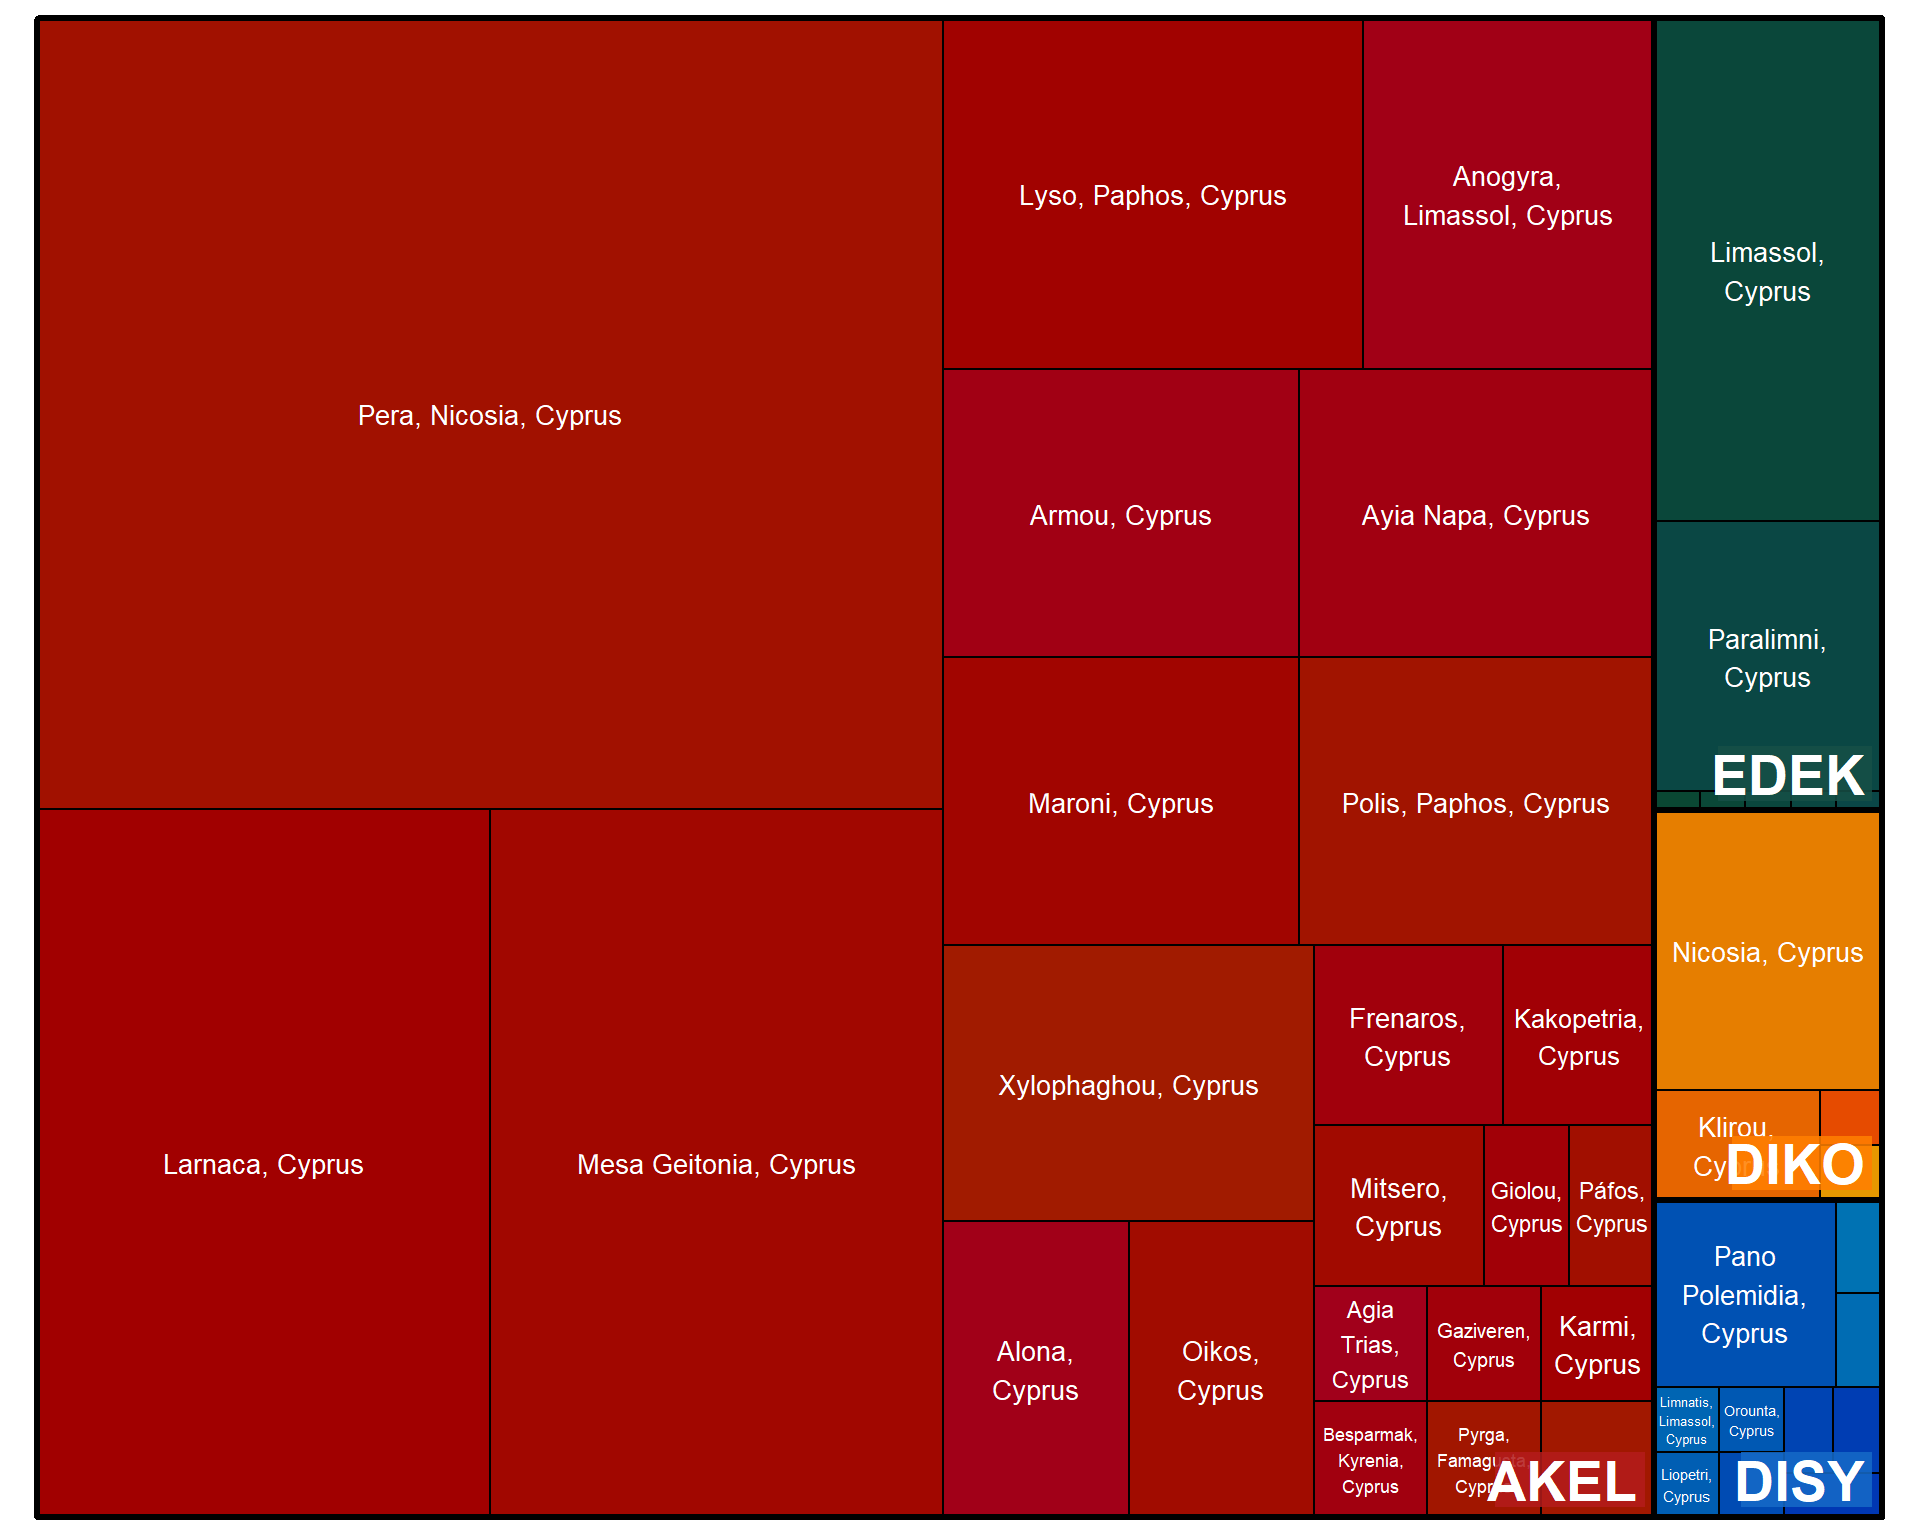 Pera, Nicosia, Cyprus
Larnaca, Cyprus
Mesa Geitonia, Cyprus
Lyso, Paphos, Cyprus
Anogyra,
Limassol, Cyprus
Armou, Cyprus
Ayia Napa, Cyprus
Maroni, Cyprus
Polis, Paphos, Cyprus
Xylophaghou, Cyprus
Alona,
Cyprus
Oikos,
Cyprus
Frenaros,
Cyprus
Kakopetria,
Cyprus
Mitsero,
Cyprus
Giolou,
Cyprus
Páfos,
Cyprus
Agia
Trias,
Cyprus
Gaziveren,
Cyprus
Karmi,
Cyprus
Besparmak,
Kyrenia,
Cyprus
Pyrga,
Famagusta,
Cyprus
AKEL
Limassol,
Cyprus
Paralimni,
Cyprus
EDEK
Nicosia, Cyprus
Klirou,
Cyprus
DIKO
Pano
Polemidia,
Cyprus
Limnatis,
Limassol,
Cyprus
Orounta,
Cyprus
Liopetri,
Cyprus
DISY